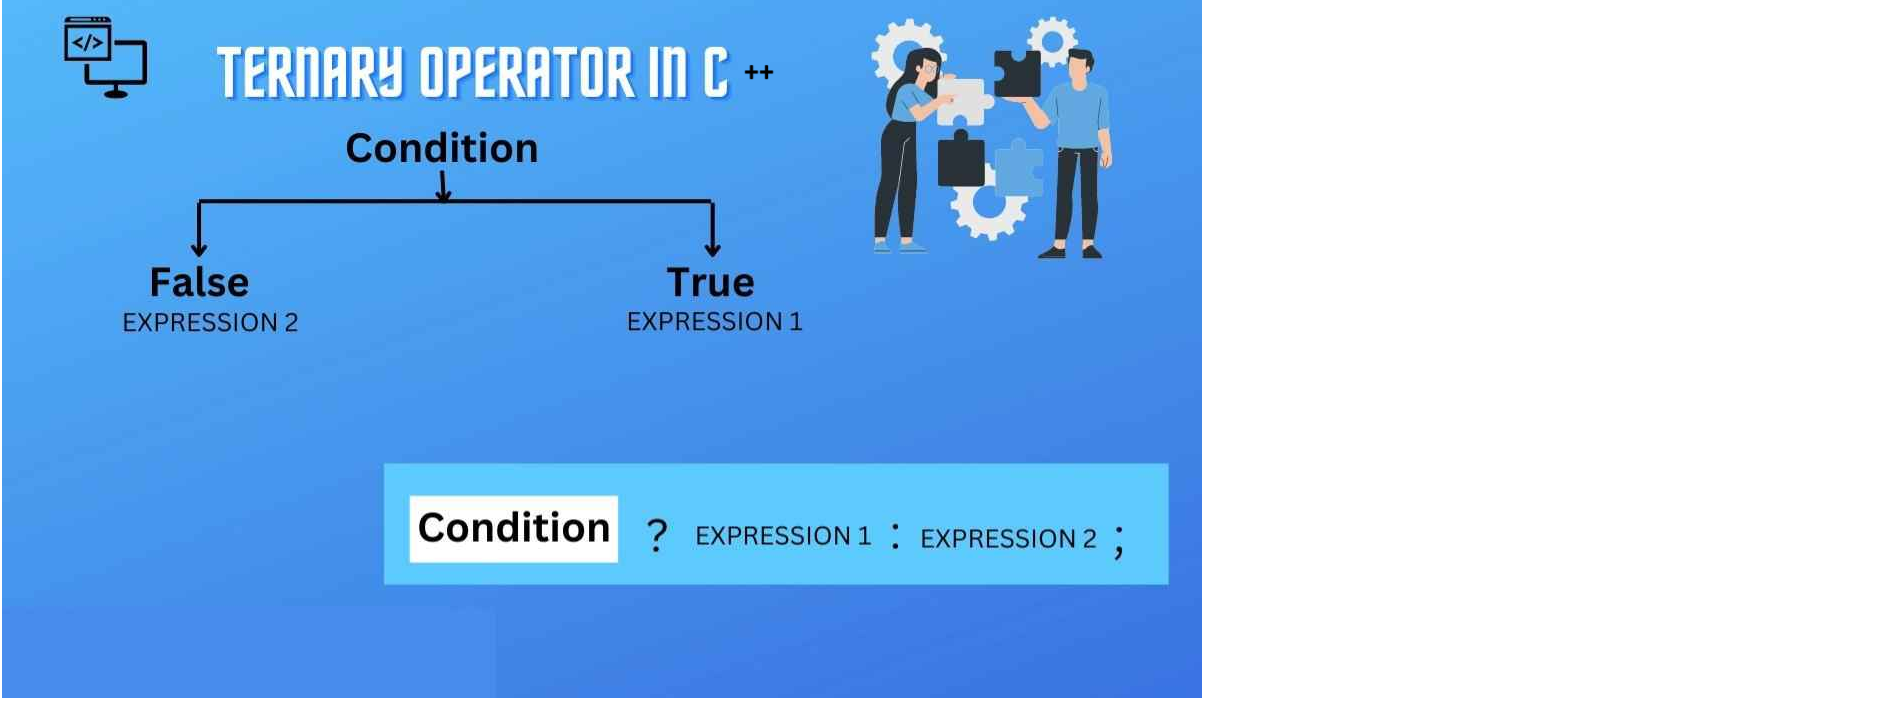 </>
TERNARY OPERATOR IN C ++
Condition
False True
EXPRESSION 2 EXPRESSION 1
Condition ? EXPRESSION 1 : EXPRESSION 2 ;